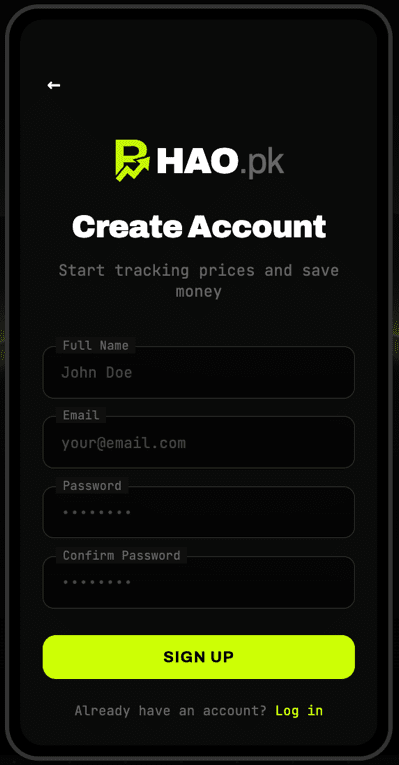 ←
HAO.pk
Create Account
Start tracking prices and save
money
Full Name
John Doe
Email
your@email.com
Password
••••••••
Confirm Password
••••••••
SIGN UP
Already have an account? Log in